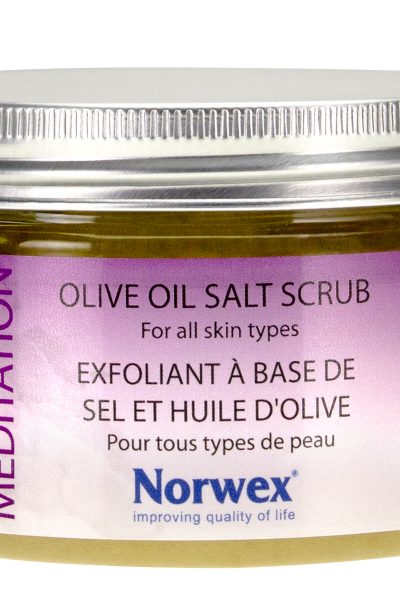 MEDITATION
OLIVE OIL SALT SCRUB
For all skin types
EXFOLIANT À BASE DE
SEL ET HUILE D'OLIVE
Pour tous types de peau
Norwex®
improving quality of life